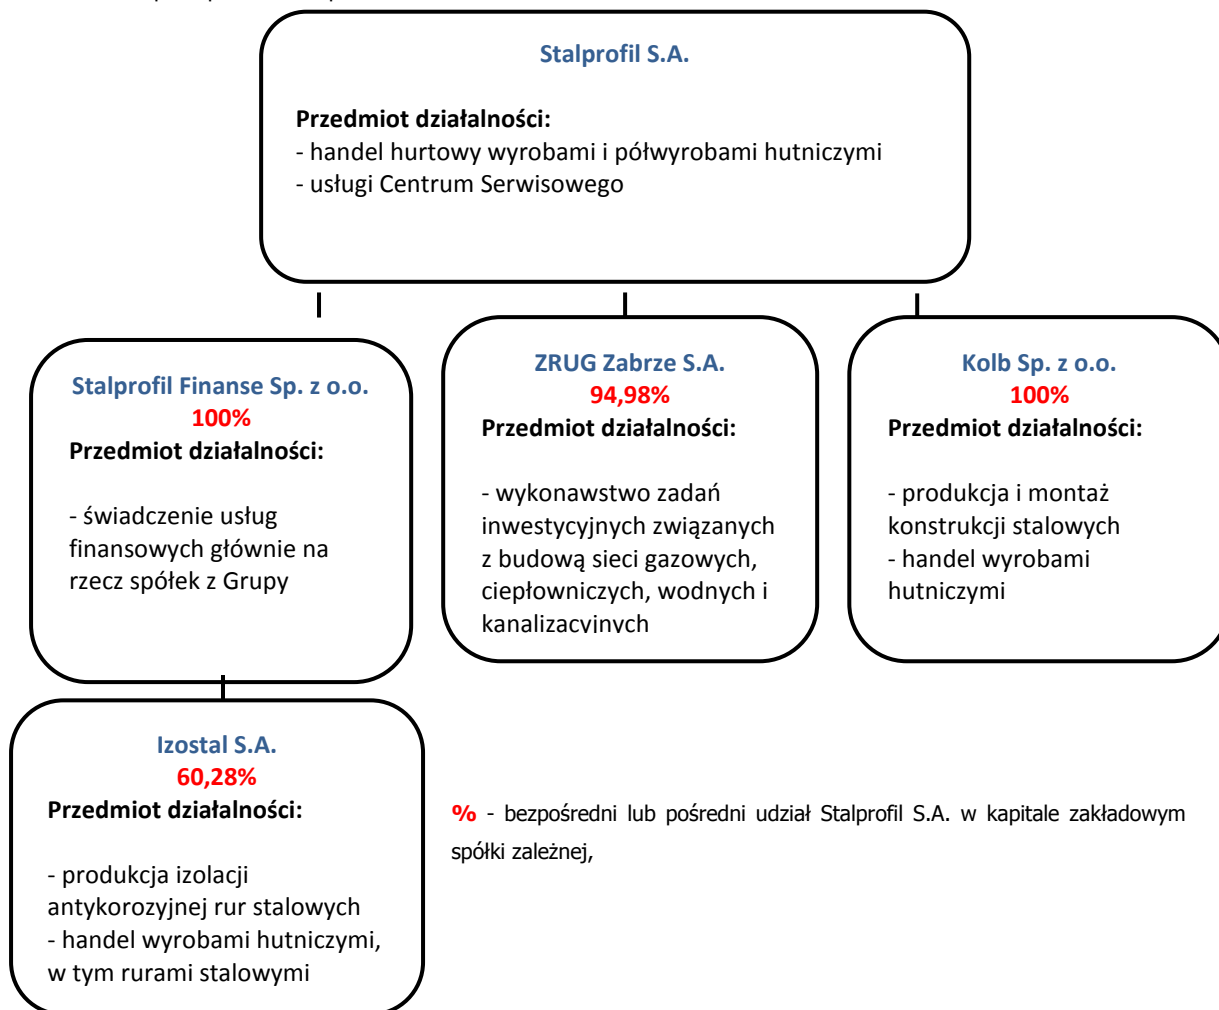 Stalprofil S.A.
Przedmiot działalności:
- handel hurtowy wyrobami i półwyrobami hutniczymi
- usługi Centrum Serwisowego
Stalprofil Finanse Sp. z o.o.
100%
Przedmiot działalności:
- świadczenie usług
finansowych głównie na
rzecz spółek z Grupy
ZRUG Zabrze S.A.
94,98%
Przedmiot działalności:
- wykonawstwo zadań
inwestycyjnych związanych
z budową sieci gazowych,
ciepłowniczych, wodnych i
kanalizacyjnych
Kolb Sp. z o.o.
100%
Przedmiot działalności:
- produkcja i montaż
konstrukcji stalowych
- handel wyrobami
hutniczymi
Izostal S.A.
60,28%
Przedmiot działalności:
- produkcja izolacji
antykorozyjnej rur stalowych
- handel wyrobami hutniczymi,
w tym rurami stalowymi
% - bezpośredni lub pośredni udział Stalprofil S.A. w kapitale zakładowym
spółki zależnej,